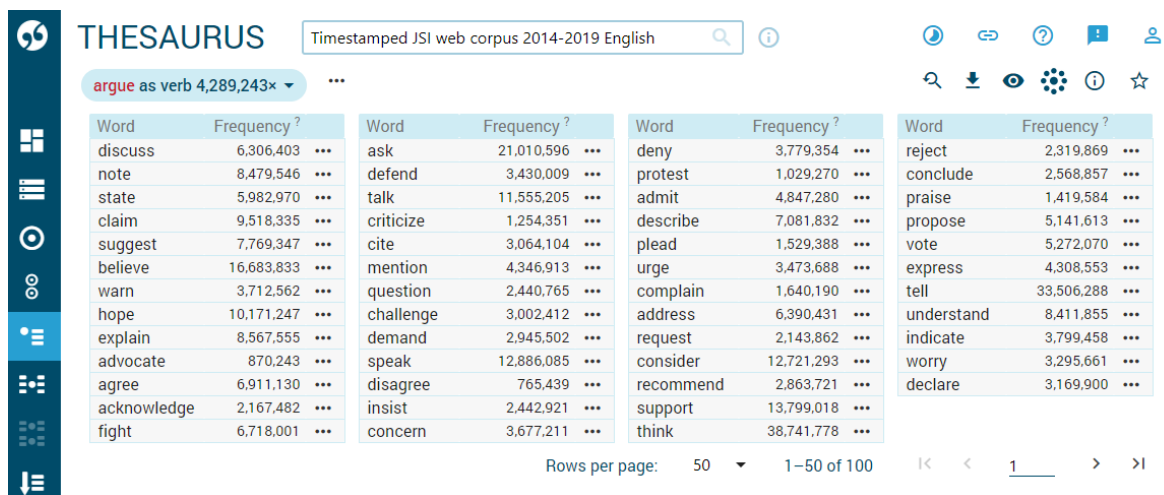 THESAURUS Timestamped JSI web corpus 2014-2019 English
argue as verb 4,289,243×
Word Frequency ? Word Frequency ? Word Frequency ? Word Frequency ?
discuss 6,306,403 ask 21,010,596 deny 3,779,354 reject 2,319,869
note 8,479,546 defend 3,430,009 protest 1,029,270 conclude 2,568,857
state 5,982,970 talk 11,555,205 admit 4,847,280 praise 1,419,584
claim 9,518,335 criticize 1,254,351 describe 7,081,832 propose 5,141,613
suggest 7,769,347 cite 3,064,104 plead 1,529,388 vote 5,272,070
believe 16,683,833 mention 4,346,913 urge 3,473,688 express 4,308,553
warn 3,712,562 question 2,440,765 complain 1,640,190 tell 33,506,288
hope 10,171,247 challenge 3,002,412 address 6,390,431 understand 8,411,855
explain 8,567,555 demand 2,945,502 request 2,143,862 indicate 3,799,458
advocate 870,243 speak 12,886,085 consider 12,721,293 worry 3,295,661
agree 6,911,130 disagree 765,439 recommend 2,863,721 declare 3,169,900
acknowledge 2,167,482 insist 2,442,921 support 13,799,018
fight 6,718,001 concern 3,677,211 think 38,741,778
Rows per page: 50 1–50 of 100 1